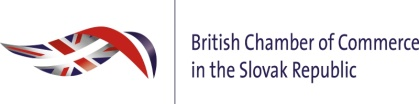 British Chamber of Commerce
in the Slovak Republic